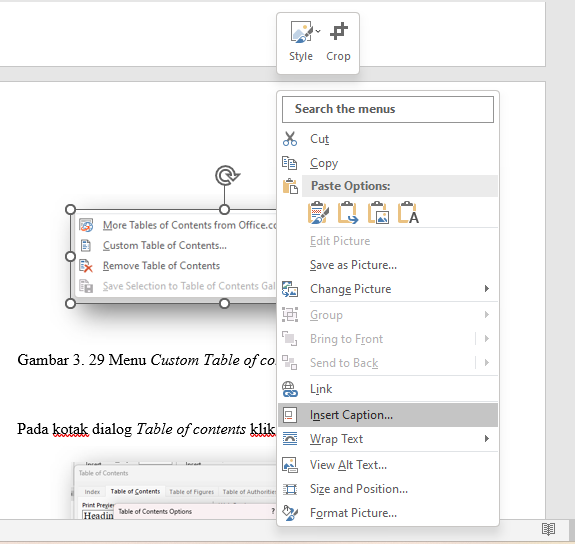 Style
Crop
Search the menus
Cut
Copy
Paste Options:
Edit Picture
Save as Picture...
Change Picture
Group
Bring to Front
Send to Back
Link
Insert Caption...
Wrap Text
View Alt Text...
Size and Position...
Format Picture...
More Tables of Contents from Office.co
Custom Table of Contents...
Remove Table of Contents
Save Selection to Table of Contents Gal
Gambar 3. 29 Menu Custom Table of co
Pada kotak dialog Table of contents klik
Table of Contents
Index Table of Contents Table of Figures Table of Authorities
Print Preview
Table of Contents Options ?
Headin